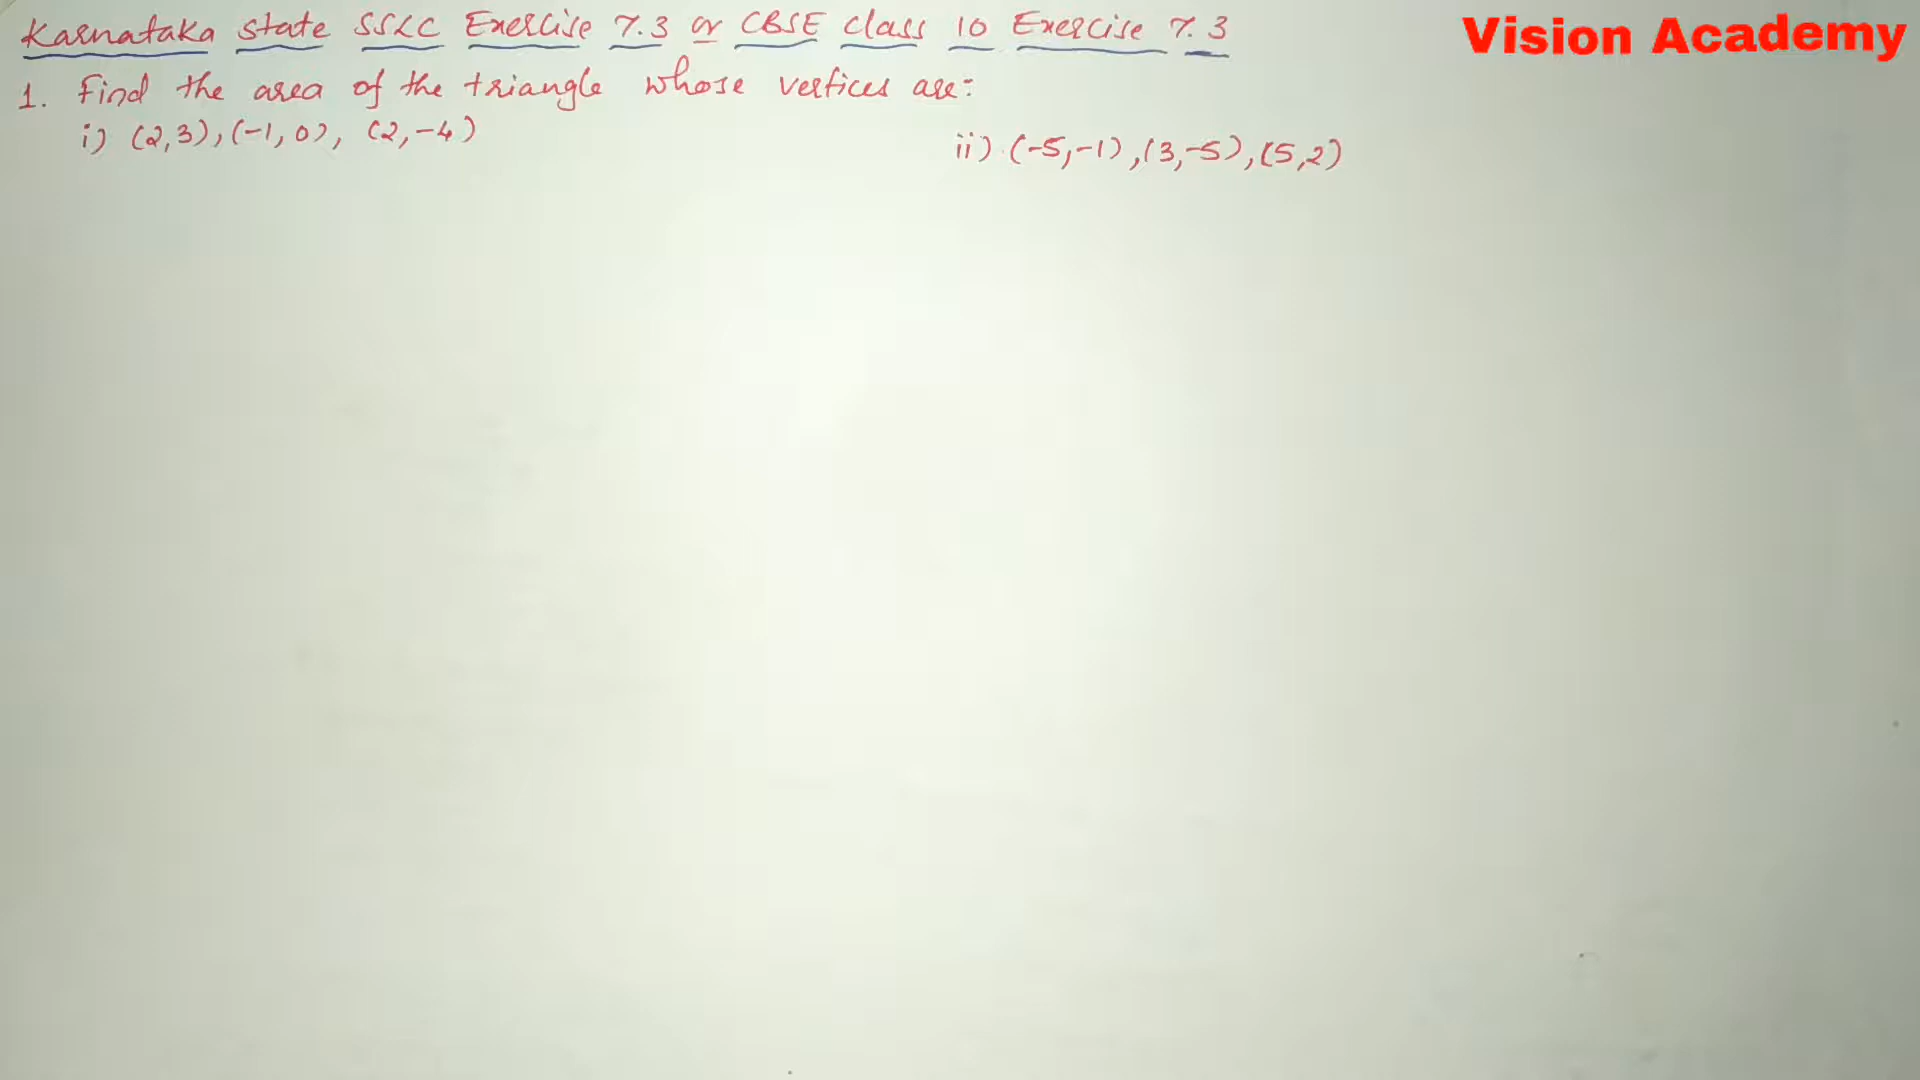 Karnataka state SSLC Exercise 7.3 or CBSE class 10 Exercise 7.3
Vision Academy
1. Find the area of the triangle whose vertices are:
i) (2,3), (-1, 0), (2, -4)
ii) (-5,-1), (3,-5), (5,2)